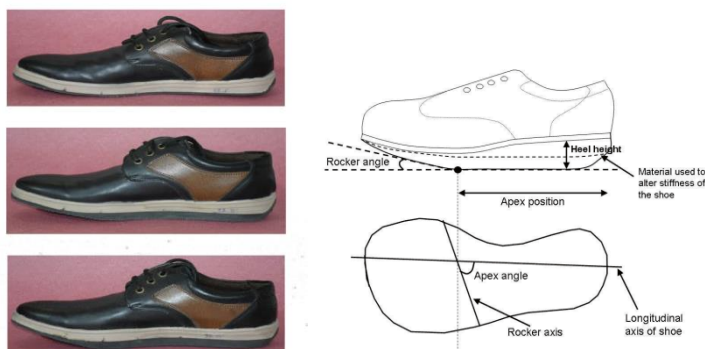 Heel height
Rocker angle
Material used to
alter stiffness of
the shoe
Apex position
Apex angle
Longitudinal
axis of shoe
Rocker axis